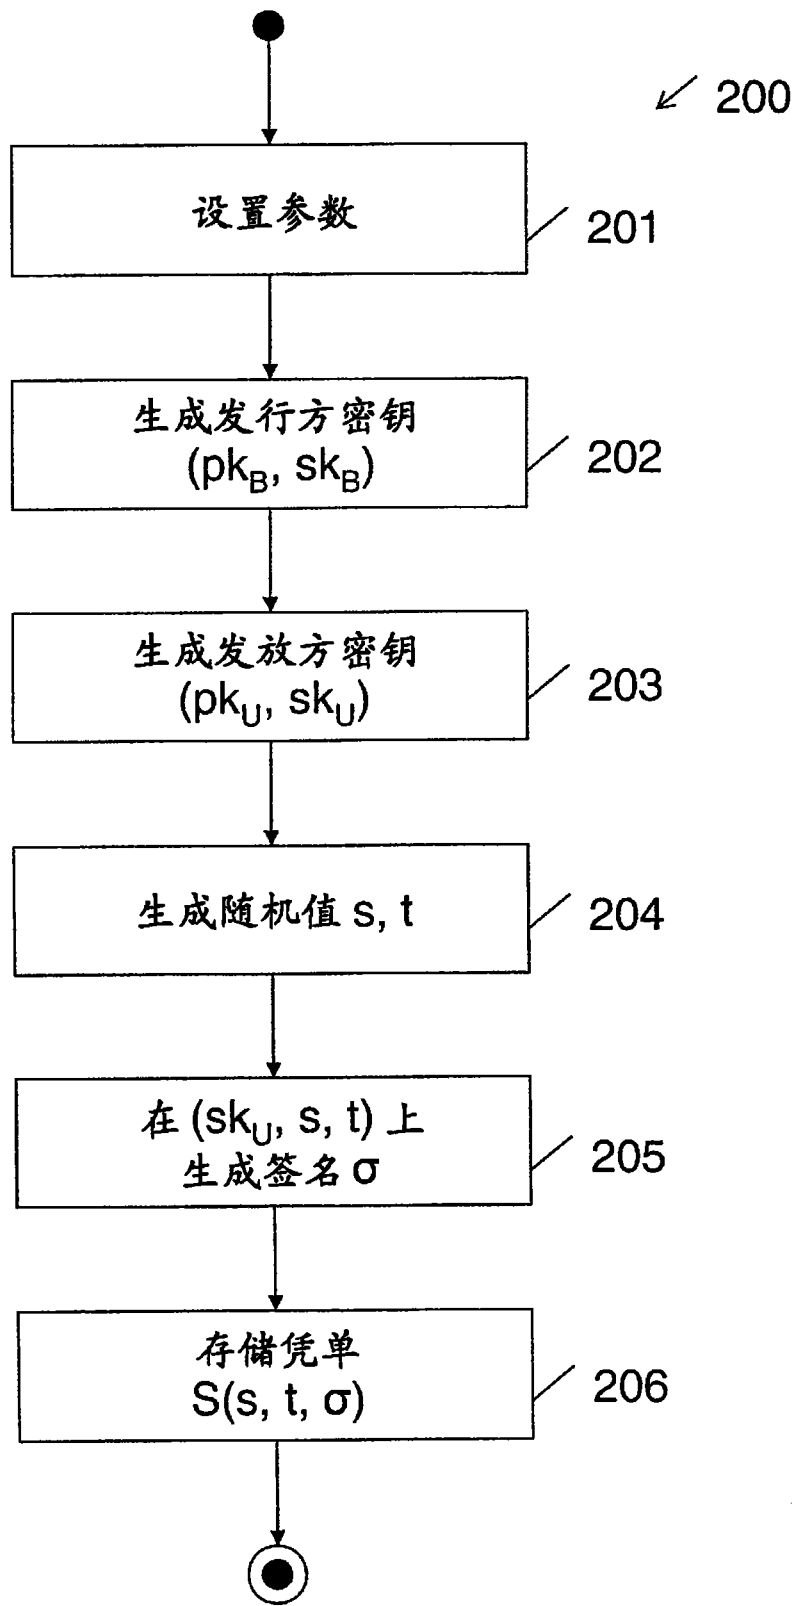 200
设置参数
201
生成发行方密钥
(pkB, skB)
202
生成发放方密钥
(pkU, skU)
203
生成随机值 s, t
204
在 (skU, s, t) 上
生成签名 σ
205
存储凭单
S(s, t, σ)
206